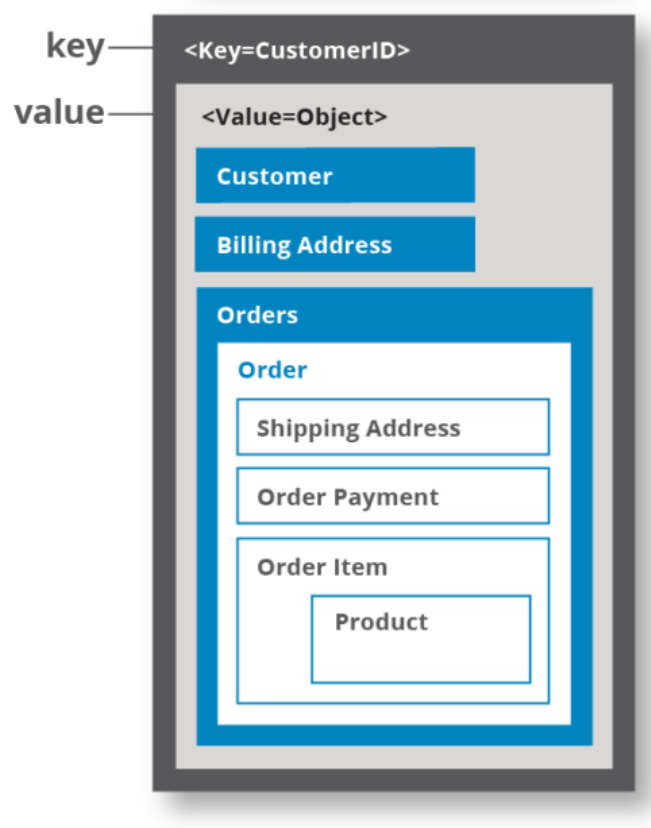 key
<Key=CustomerID>
value
<Value=Object>
Customer
Billing Address
Orders
Order
Shipping Address
Order Payment
Order Item
Product